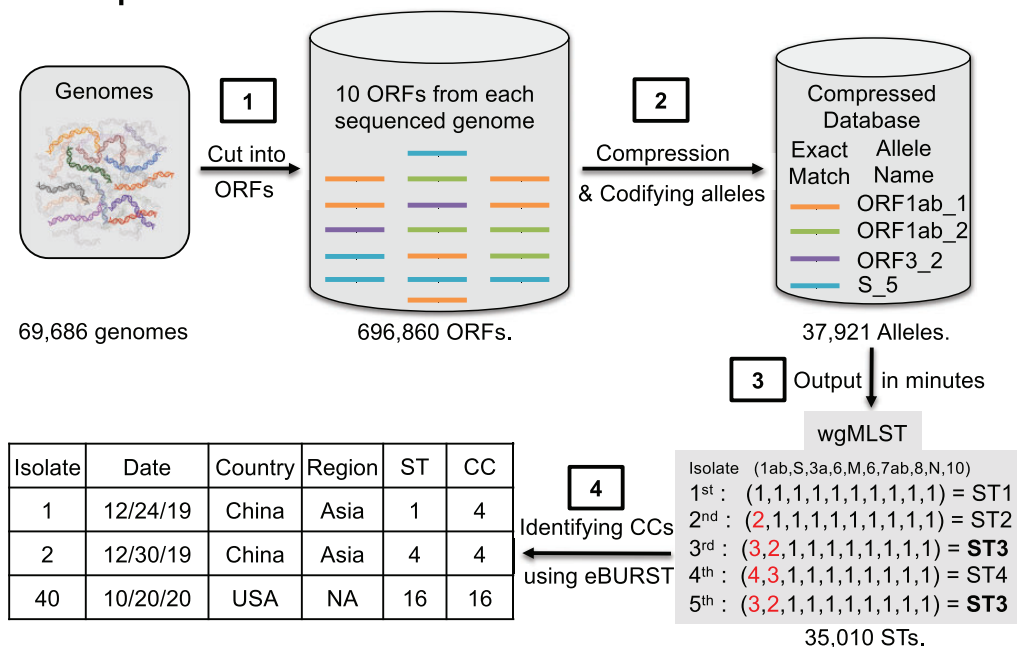 Genomes
69,686 genomes
1
Cut into
ORFs
10 ORFs from each
sequenced genome
696,860 ORFs.
2
Compression
& Codifying alleles
Compressed
Database
Exact Allele
Match Name
ORF1ab_1
ORF1ab_2
ORF3_2
S_5
37,921 Alleles.
3 Output in minutes
wgMLST
Isolate (1ab,S,3a,6,M,6,7ab,8,N,10)
1st : (1,1,1,1,1,1,1,1,1,1) = ST1
2nd : (2,1,1,1,1,1,1,1,1,1) = ST2
3rd : (3,2,1,1,1,1,1,1,1,1) = ST3
4th : (4,3,1,1,1,1,1,1,1,1) = ST4
5th : (3,2,1,1,1,1,1,1,1,1) = ST3
35,010 STs.
4
Identifying CCs
using eBURST
Isolate Date Country Region ST CC
1 12/24/19 China Asia 1 4
2 12/30/19 China Asia 4 4
40 10/20/20 USA NA 16 16